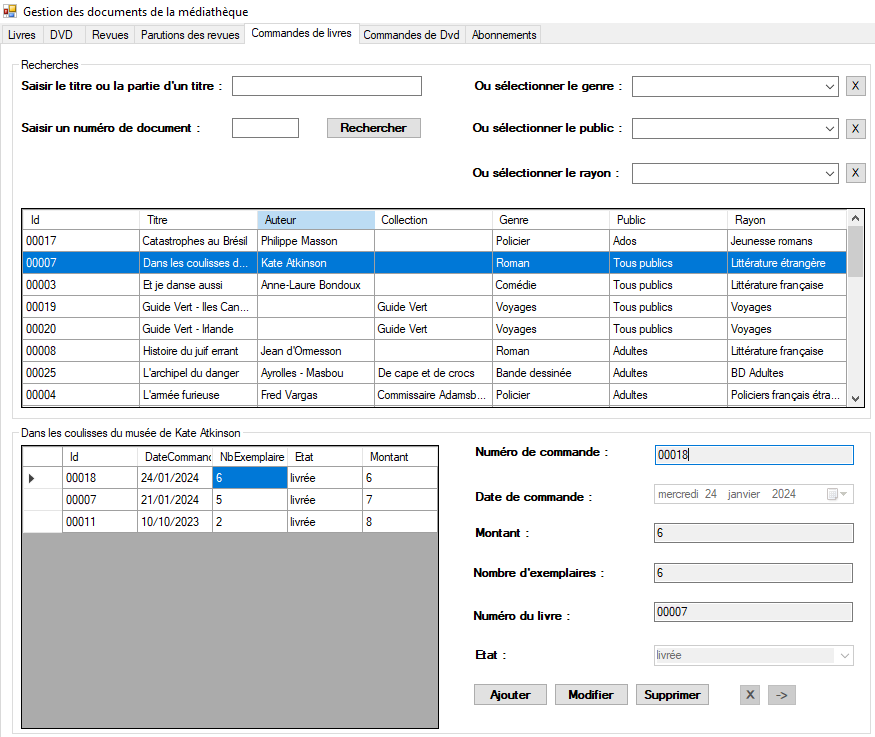 Gestion des documents de la médiathèque
Livres DVD Revues Parutions des revues Commandes de livres Commandes de Dvd Abonnements
Recherches
Saisir le titre ou la partie d'un titre : Ou sélectionner le genre : X
Saisir un numéro de document : Rechercher Ou sélectionner le public : X
Ou sélectionner le rayon : X
Id Titre Auteur Collection Genre Public Rayon
00017 Catastrophes au Brésil Philippe Masson Policier Ados Jeunesse romans
00007 Dans les coulisses d... Kate Atkinson Roman Tous publics Littérature étrangère
00003 Et je danse aussi Anne-Laure Bondoux Comédie Tous publics Littérature française
00019 Guide Vert - Iles Can... Guide Vert Voyages Tous publics Voyages
00020 Guide Vert - Irlande Guide Vert Voyages Tous publics Voyages
00008 Histoire du juif errant Jean d'Ormesson Roman Adultes Littérature française
00025 L'archipel du danger Ayrolles - Masbou De cape et de crocs Bande dessinée Adultes BD Adultes
00004 L'armée furieuse Fred Vargas Commissaire Adamsb... Policier Adultes Policiers français étra...
Dans les coulisses du musée de Kate Atkinson
Id DateCommand NbExemplaire Etat Montant
00018 24/01/2024 6 livrée 6
00007 21/01/2024 5 livrée 7
00011 10/10/2023 2 livrée 8
Numéro de commande : 00018
Date de commande : mercredi 24 janvier 2024
Montant : 6
Nombre d'exemplaires : 6
Numéro du livre : 00007
Etat : livrée
Ajouter Modifier Supprimer X ->